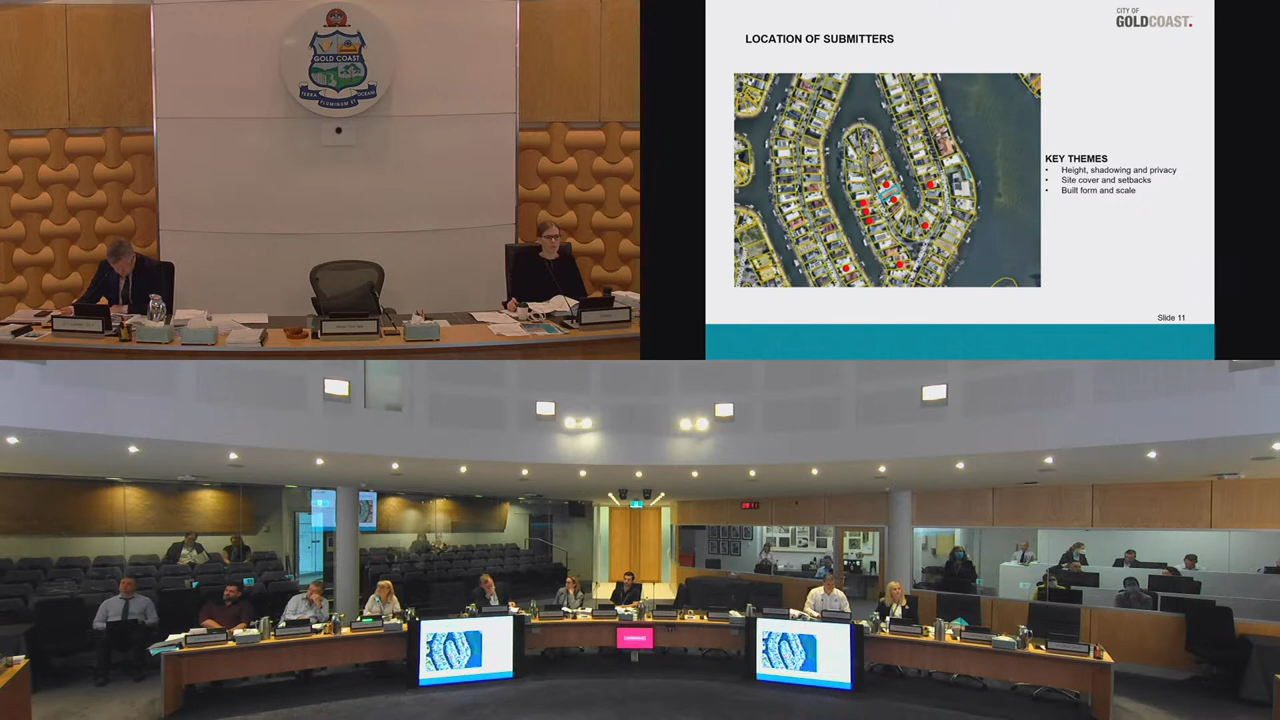 GOLD COAST
CITY OF
GOLDCOAST.
LOCATION OF SUBMITTERS
KEY THEMES
• Height, shadowing and privacy
• Site cover and setbacks
• Built form and scale
Slide 11